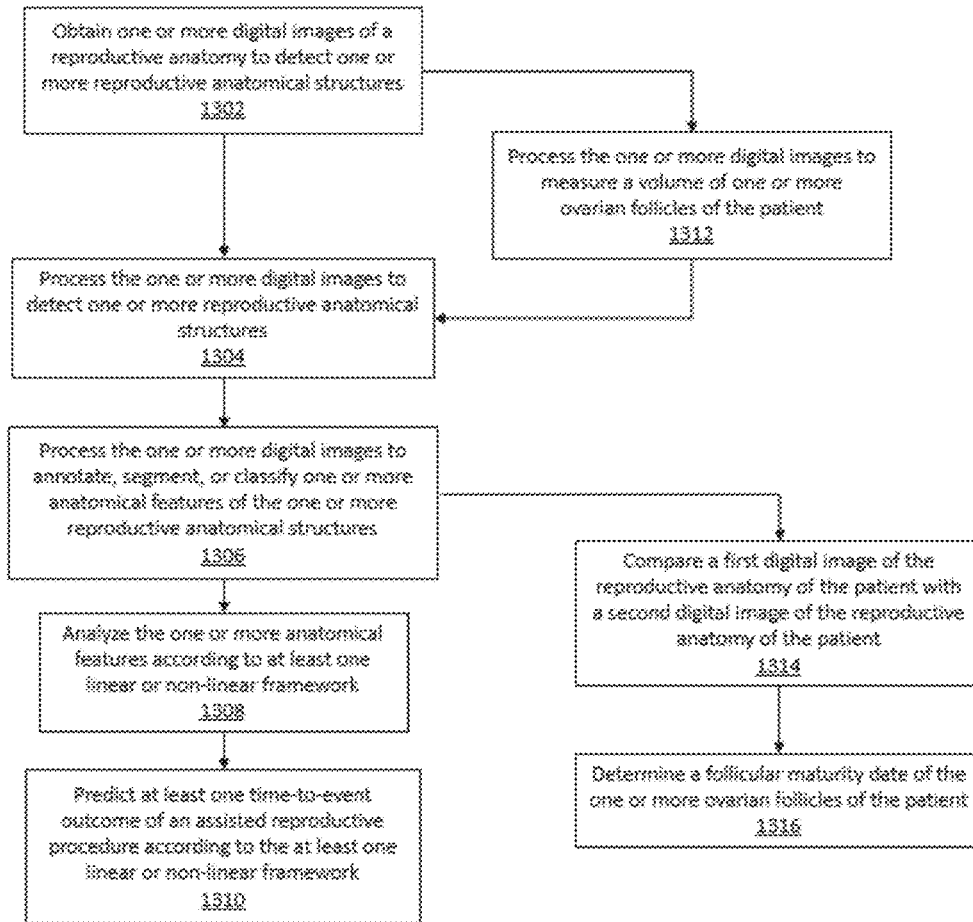 Obtain one or more digital images of a
reproductive anatomy to detect one or
more reproductive anatomical structures
1302
Process the one or more digital images to
measure a volume of one or more
ovarian follicles of the patient
1312
Process the one or more digital images to
detect one or more reproductive anatomical
structures
1304
Process the one or more digital images to
annotate, segment, or classify one or more
anatomical features of the one or more
reproductive anatomical structures
1306
Compare a first digital image of the
reproductive anatomy of the patient with
a second digital image of the reproductive
anatomy of the patient
1314
Analyze the one or more anatomical
features according to at least one
linear or non-linear framework
1308
Determine a follicular maturity date of the
one or more ovarian follicles of the patient
1316
Predict at least one time-to-event
outcome of an assisted reproductive
procedure according to the at least one
linear or non-linear framework
1310